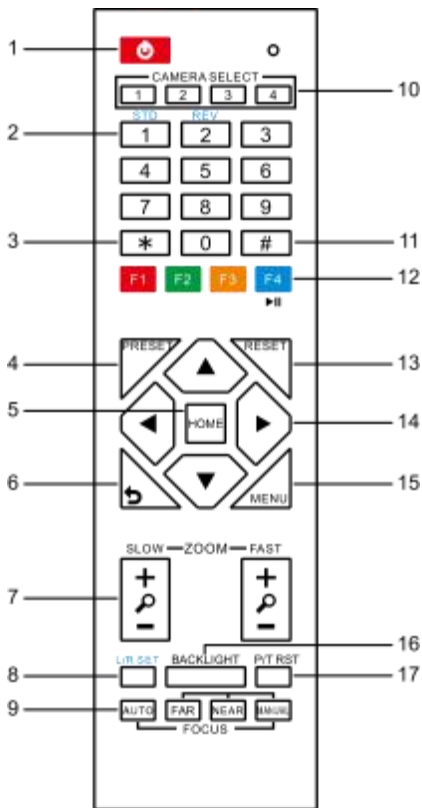 1
CAMERA SELECT
1 2 3 4 10
STD REV
2 1 2 3
4 5 6
7 8 9
3 * 0 # 11
F1 F2 F3 F4 12
PRESET RESET
4 13
5 HOME 14
6 MENU 15
SLOW ZOOM FAST
+ +
7
- -
16
L/R SET BACKLIGHT P/T RST
8 17
9 AUTO FAR NEAR MANUAL
FOCUS